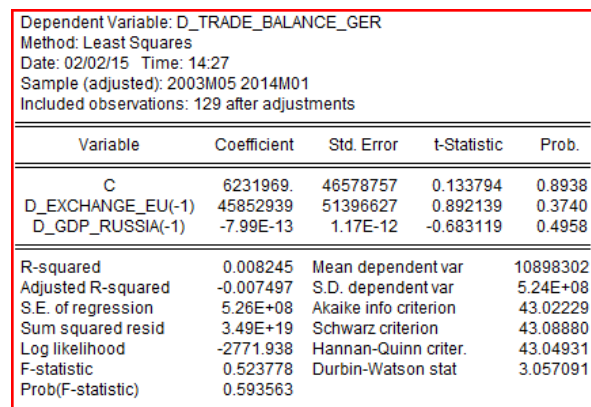 Dependent Variable: D_TRADE_BALANCE_GER
Method: Least Squares
Date: 02/02/15 Time: 14:27
Sample (adjusted): 2003M05 2014M01
Included observations: 129 after adjustments
Variable Coefficient Std. Error t-Statistic Prob.
C 6231969. 46578757 0.133794 0.8938
D_EXCHANGE_EU(-1) 45852939 51396627 0.892139 0.3740
D_GDP_RUSSIA(-1) -7.99E-13 1.17E-12 -0.683119 0.4958
R-squared 0.008245 Mean dependent var 10898302
Adjusted R-squared -0.007497 S.D. dependent var 5.24E+08
S.E. of regression 5.26E+08 Akaike info criterion 43.02229
Sum squared resid 3.49E+19 Schwarz criterion 43.08880
Log likelihood -2771.938 Hannan-Quinn criter. 43.04931
F-statistic 0.523778 Durbin-Watson stat 3.057091
Prob(F-statistic) 0.593563